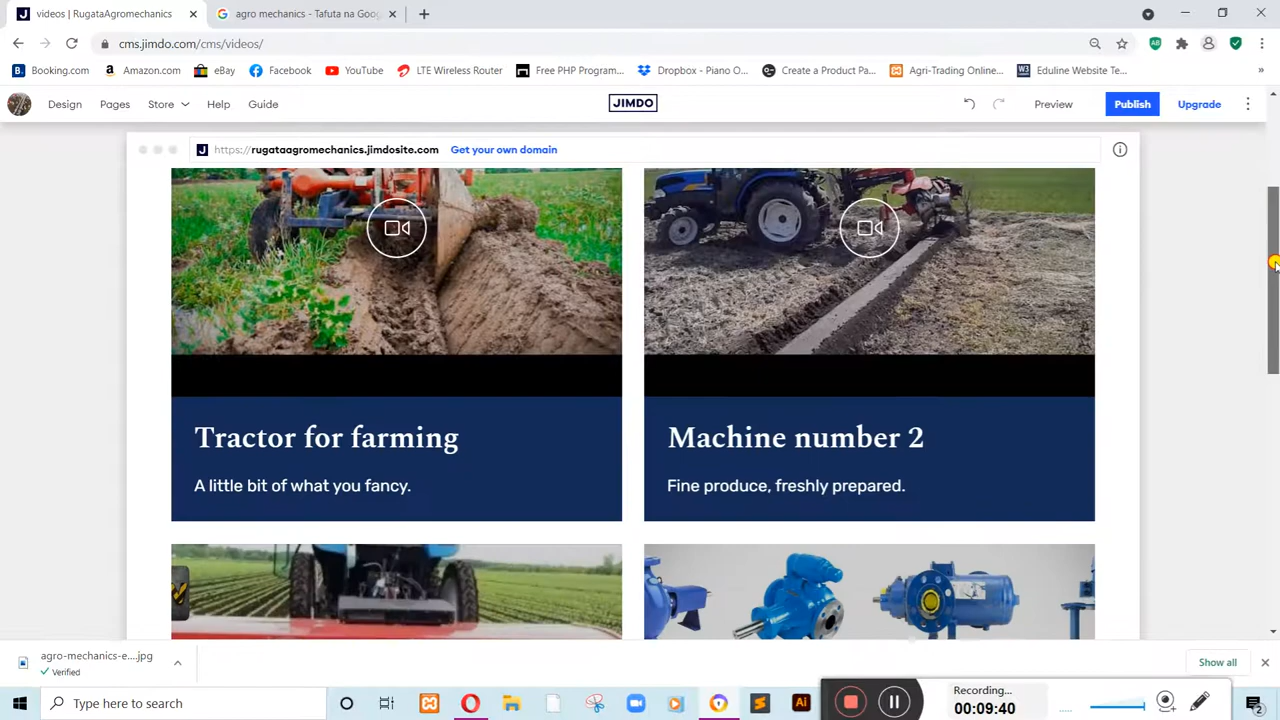 videos | RugataAgromechanics
agro mechanics - Tafuta na Goo
cms.jimdo.com/cms/videos/
Booking.com
Amazon.com
eBay
Facebook
YouTube
LTE Wireless Router
Free PHP Program...
Dropbox - Piano O...
Create a Product Pa...
Agri-Trading Online...
Eduline Website Te...
Design
Pages
Store
Help
Guide
JIMDO
Preview
Publish
Upgrade
https://rugataagromechanics.jimdosite.com
Get your own domain
Tractor for farming
A little bit of what you fancy.
Machine number 2
Fine produce, freshly prepared.
agro-mechanics-e....jpg
Verified
Show all
Type here to search
Recording...
00:09:40
2